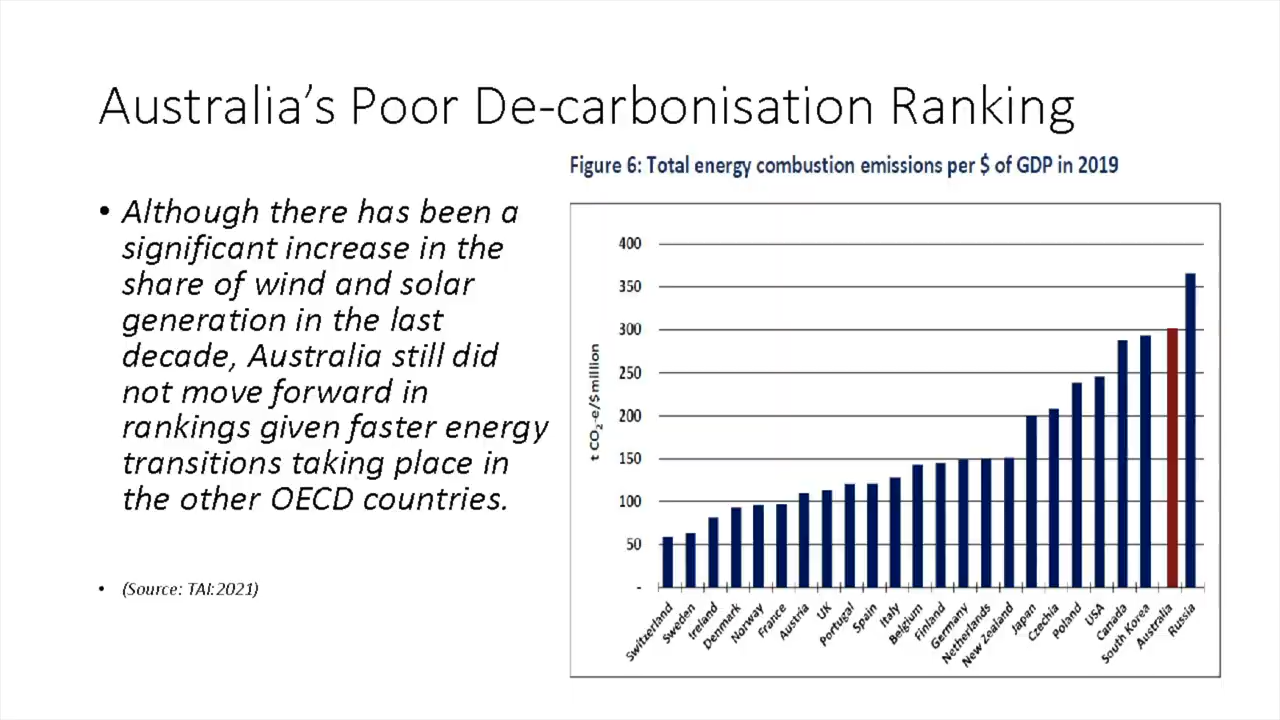 Australia's Poor De-carbonisation Ranking
• Although there has been a
significant increase in the
share of wind and solar
generation in the last
decade, Australia still did
not move forward in
rankings given faster energy
transitions taking place in
the other OECD countries.
• (Source: TAI:2021)
Figure 6: Total energy combustion emissions per $ of GDP in 2019
t CO2-e/$million
400
350
300
250
200
150
100
50
-
Switzerland
Sweden
Ireland
Denmark
Norway
France
Austria
UK
Portugal
Spain
Italy
Belgium
Finland
Germany
Netherlands
New Zealand
Japan
Czechia
Poland
USA
Canada
South Korea
Australia
Russia